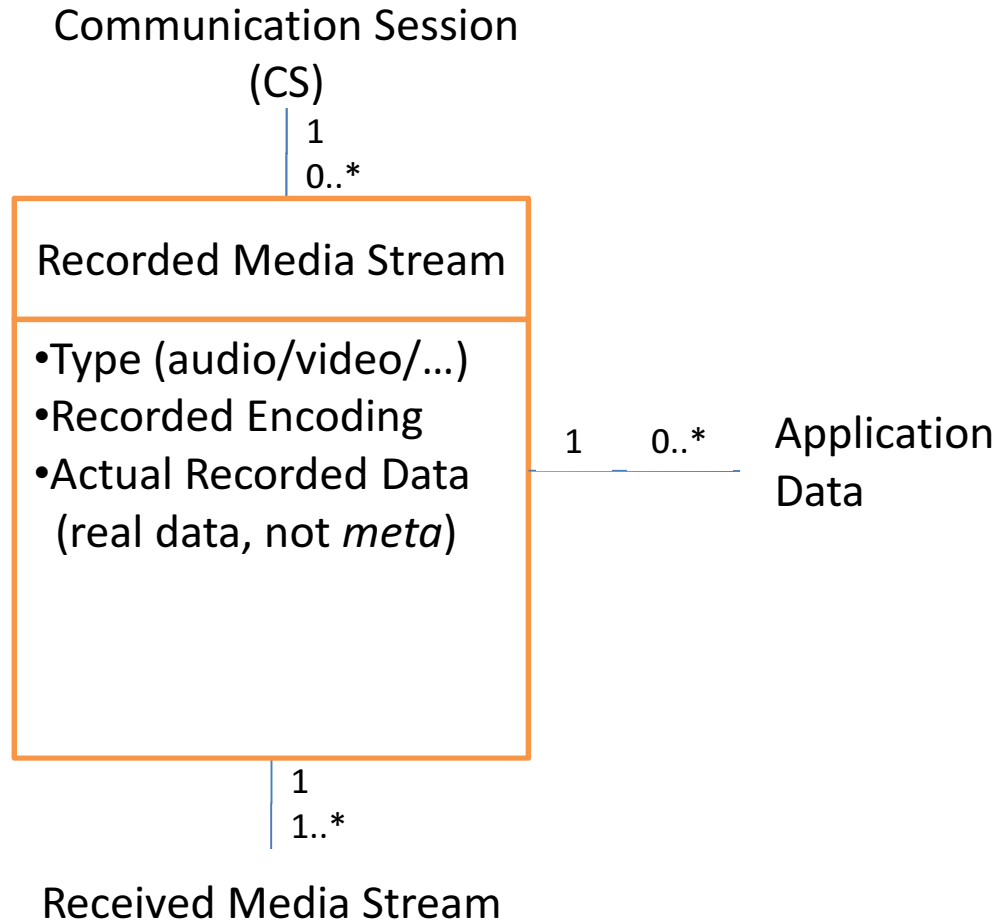 Communication Session
(CS)
1
0..*
Recorded Media Stream
•Type (audio/video/…)
•Recorded Encoding
•Actual Recorded Data
(real data, not meta)
1 0..* Application
Data
1
1..*
Received Media Stream